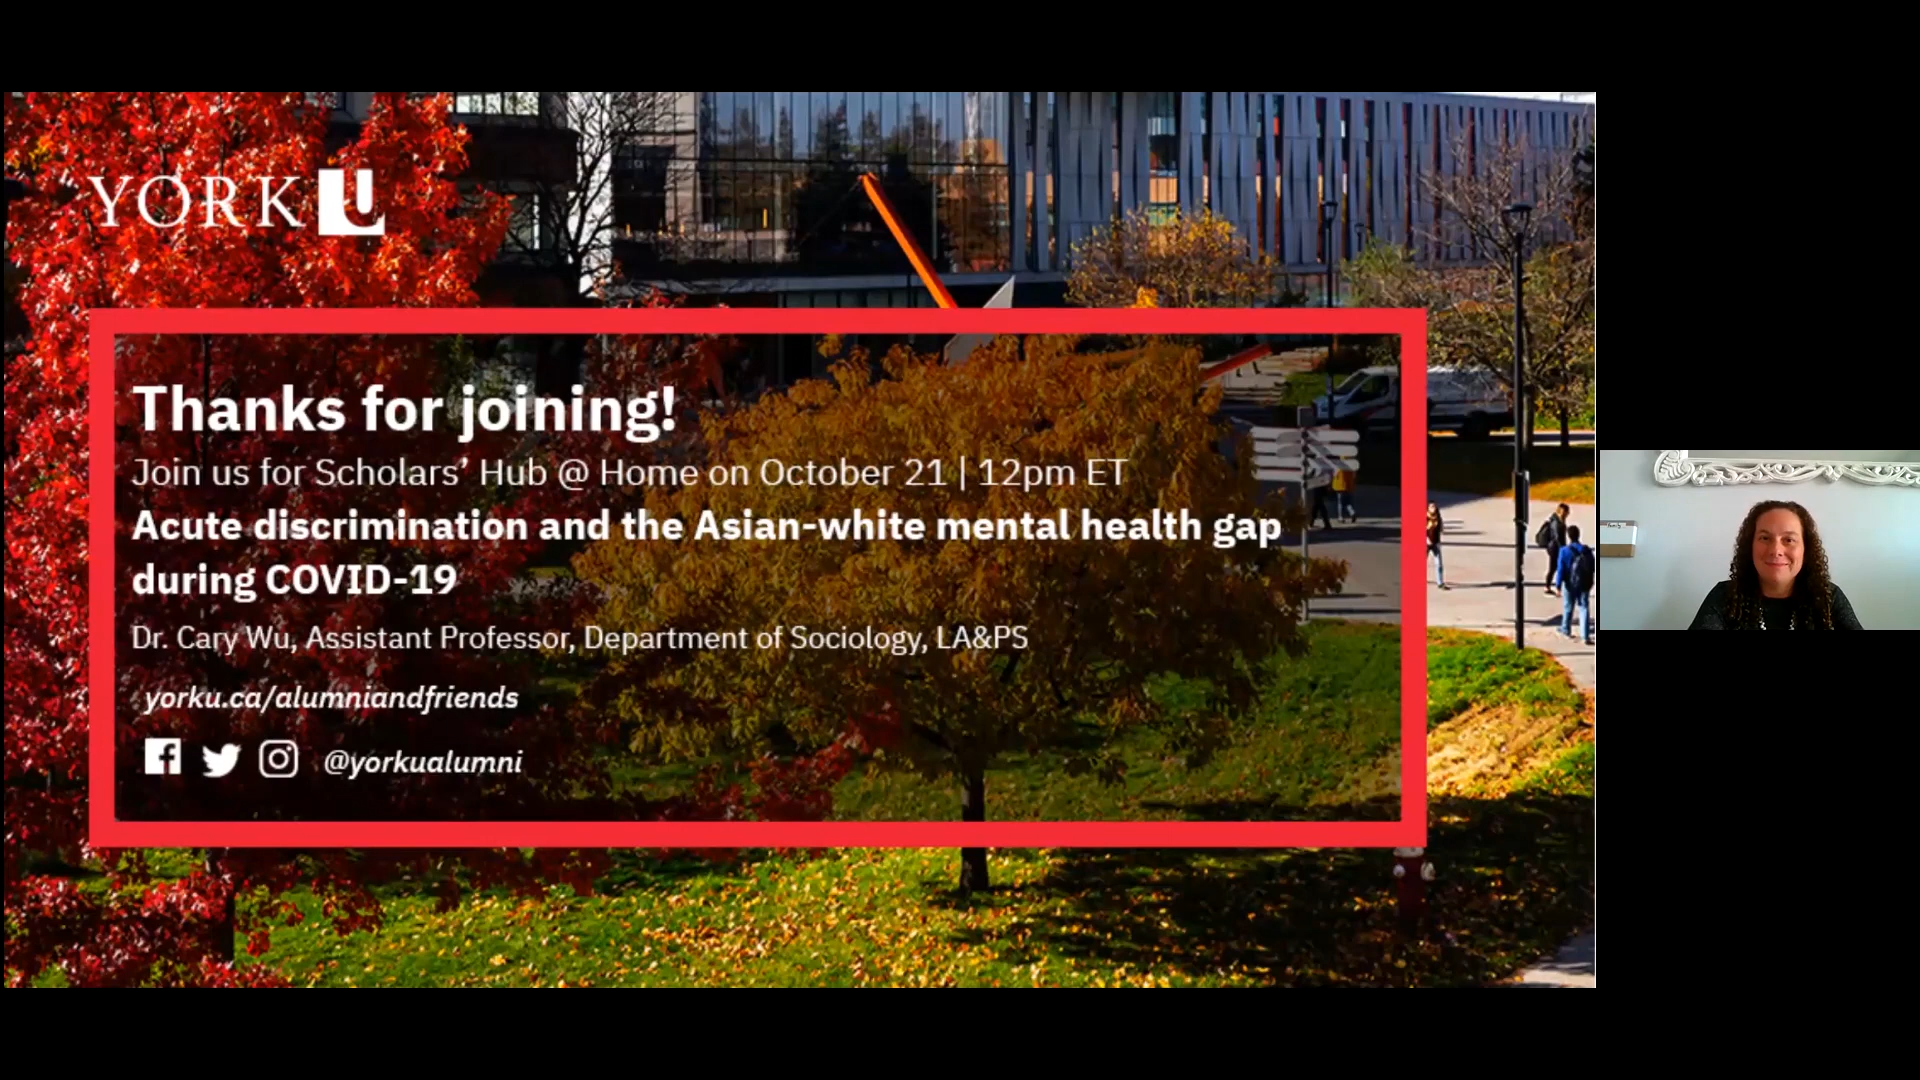 YORK U
Thanks for joining!
Join us for Scholars’ Hub @ Home on October 21 | 12pm ET
Acute discrimination and the Asian-white mental health gap
during COVID-19
Dr. Cary Wu, Assistant Professor, Department of Sociology, LA&PS
yorku.ca/alumniandfriends
@yorkualumni